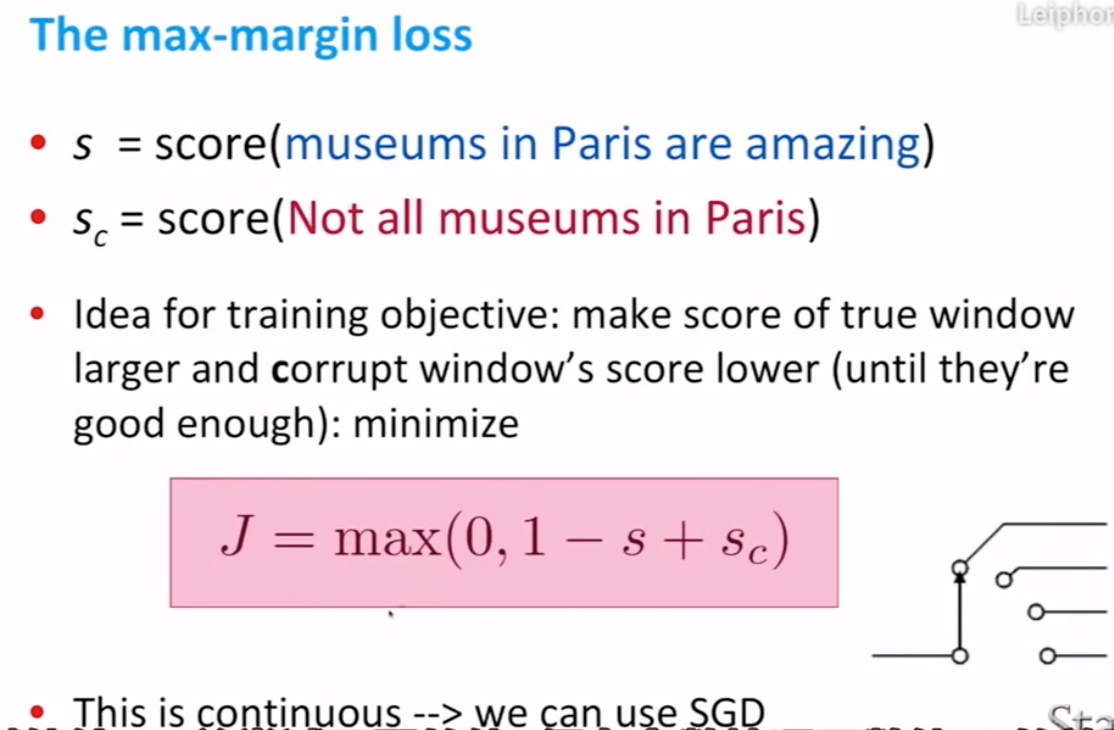 Leiphon
The max-margin loss
• s = score(museums in Paris are amazing)
• s_c = score(Not all museums in Paris)
• Idea for training objective: make score of true window
larger and corrupt window’s score lower (until they’re
good enough): minimize
J = max(0, 1 − s + s_c)
• This is continuous --> we can use SGD
Sta